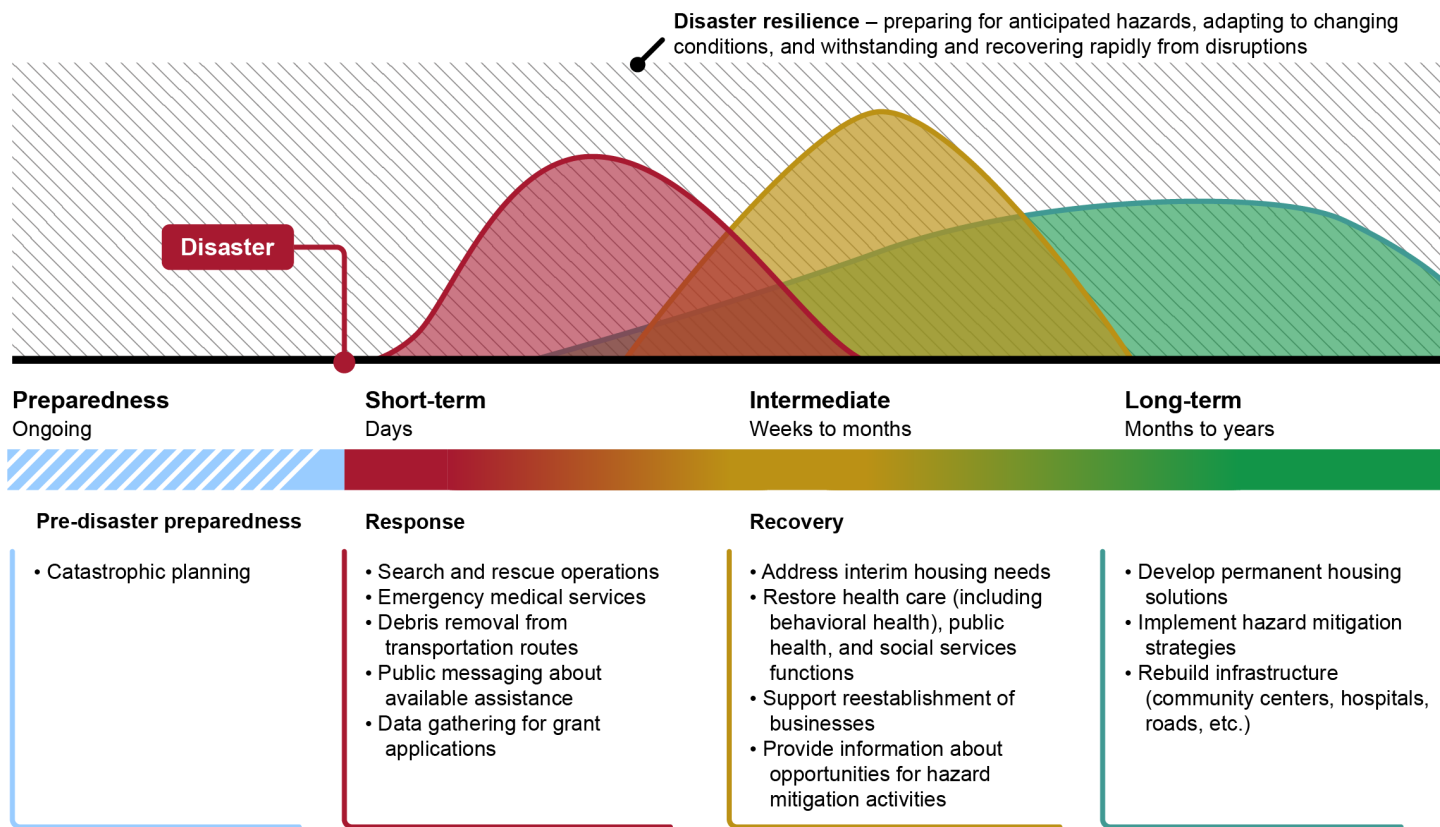 Disaster resilience – preparing for anticipated hazards, adapting to changing
conditions, and withstanding and recovering rapidly from disruptions
Disaster
Preparedness
Ongoing
Short-term
Days
Intermediate
Weeks to months
Long-term
Months to years
Pre-disaster preparedness
• Catastrophic planning
Response
• Search and rescue operations
• Emergency medical services
• Debris removal from
transportation routes
• Public messaging about
available assistance
• Data gathering for grant
applications
Recovery
• Address interim housing needs
• Restore health care (including
behavioral health), public
health, and social services
functions
• Support reestablishment of
businesses
• Provide information about
opportunities for hazard
mitigation activities
• Develop permanent housing
solutions
• Implement hazard mitigation
strategies
• Rebuild infrastructure
(community centers, hospitals,
roads, etc.)